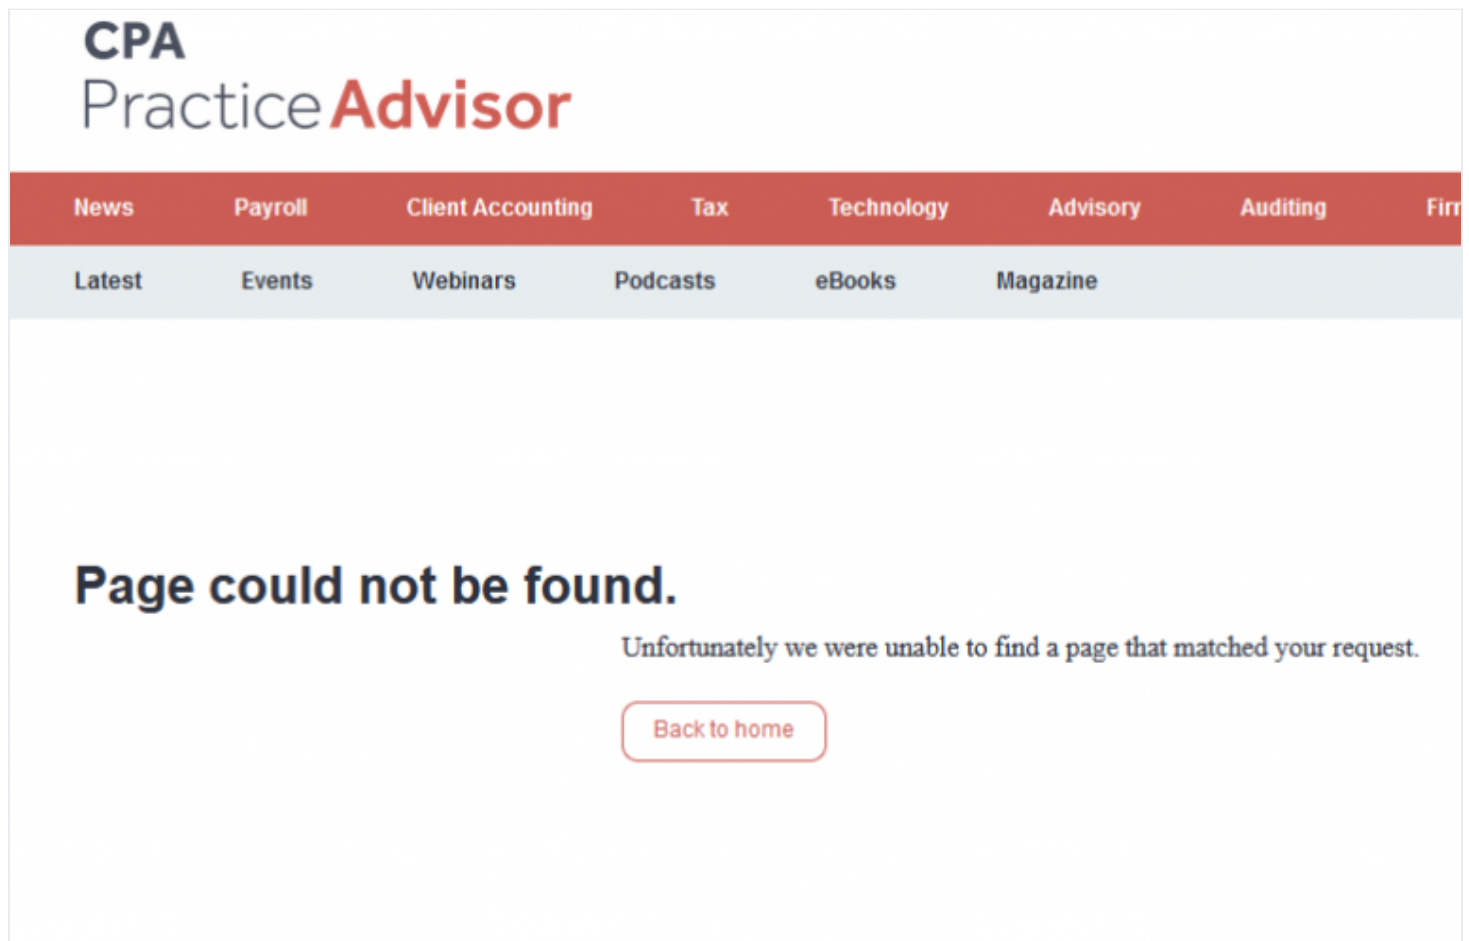 CPA
Practice Advisor
News Payroll Client Accounting Tax Technology Advisory Auditing
Latest Events Webinars Podcasts eBooks Magazine
Page could not be found.
Unfortunately we were unable to find a page that matched your request.
Back to home